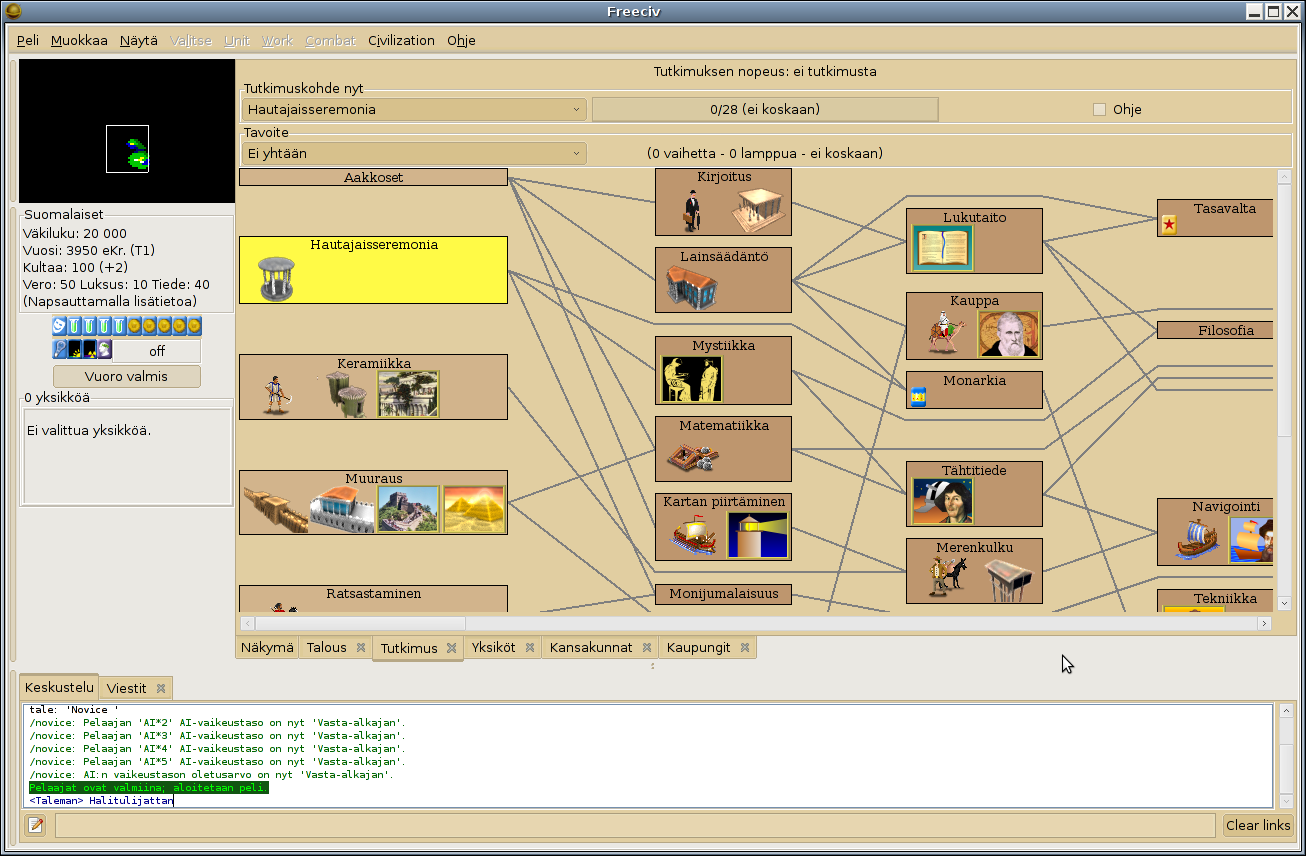 Freeciv
Peli Muokkaa Näytä Valitse Unit Work Combat Civilization Ohje
Tutkimuksen nopeus: ei tutkimusta
Tutkimuskohde nyt
Hautajaisseremonia
0/28 (ei koskaan)
Ohje
Tavoite
Ei yhtään
(0 vaihetta - 0 lamppua - ei koskaan)
Suomalaiset
Väkiluku: 20 000
Vuosi: 3950 eKr. (T1)
Kultaa: 100 (+2)
Vero: 50 Luksus: 10 Tiede: 40
(Napsauttamalla lisätietoa)
off
Vuoro valmis
0 yksikköä
Ei valittua yksikköä.
Aakkoset
Hautajaisseremonia
Keramiikka
Muuraus
Ratsastaminen
Kirjoitus
Lainsäädäntö
Mystiikka
Matematiikka
Kartan piirtäminen
Monijumalaisuus
Lukutaito
Kauppa
Monarkia
Tähtitiede
Merenkulku
Tasavalta
Filosofia
Navigointi
Tekniikka
Näkymä Talous Tutkimus Yksiköt Kansakunnat Kaupungit
Keskustelu Viestit
tale: 'Novice '
/novice: Pelaajan 'AI*2' AI-vaikeustaso on nyt 'Vasta-alkajan'.
/novice: Pelaajan 'AI*3' AI-vaikeustaso on nyt 'Vasta-alkajan'.
/novice: Pelaajan 'AI*4' AI-vaikeustaso on nyt 'Vasta-alkajan'.
/novice: Pelaajan 'AI*5' AI-vaikeustaso on nyt 'Vasta-alkajan'.
/novice: AI:n vaikeustason oletusarvo on nyt 'Vasta-alkajan'.
Pelaajat ovat valmiina; aloitetaan peli.
<Taleman> Halitulijattan
Clear links